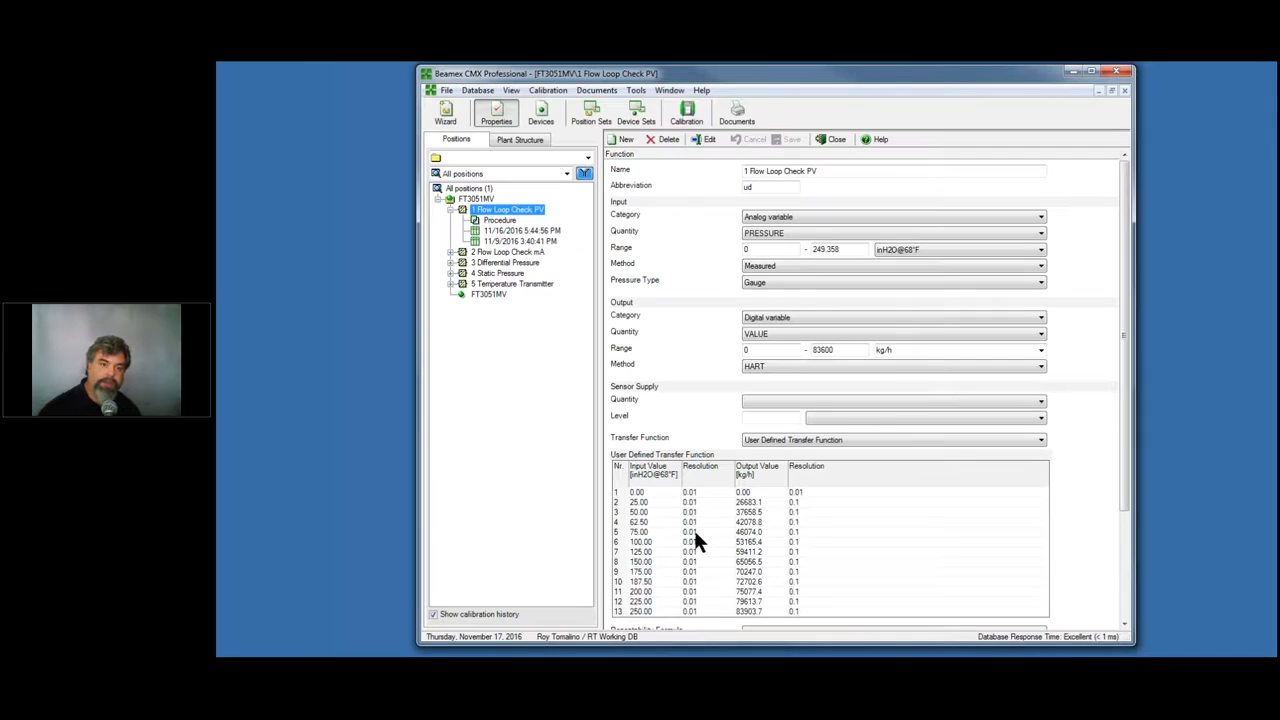 Beamex CMX Professional - [FT3051MV\1 Flow Loop Check PV]
File Database View Calibration Documents Tools Window Help
Wizard Properties Devices Position Sets Device Sets Calibration Documents
Positions Plant Structure
New Delete Edit Cancel Save Close Help
All positions
All positions (1)
FT3051MV
1 Flow Loop Check PV
Procedure
11/16/2016 5:44:56 PM
11/9/2016 3:40:41 PM
2 Flow Loop Check mA
3 Differential Pressure
4 Static Pressure
5 Temperature Transmitter
FT3051MV
Show calibration history
Function
Name 1 Flow Loop Check PV
Abbreviation ud
Input
Category Analog variable
Quantity PRESSURE
Range 0 - 249.358 inH2O@68°F
Method Measured
Pressure Type Gauge
Output
Category Digital variable
Quantity VALUE
Range 0 - 83600 kg/h
Method HART
Sensor Supply
Quantity
Level
Transfer Function User Defined Transfer Function
User Defined Transfer Function
Nr. Input Value Resolution Output Value Resolution
[inH2O@68°F] [kg/h]
1 0.00 0.01 0.00 0.01
2 25.00 0.01 26683.1 0.1
3 50.00 0.01 37658.5 0.1
4 62.50 0.01 42078.8 0.1
5 75.00 0.01 46074.0 0.1
6 100.00 0.01 53165.4 0.1
7 125.00 0.01 59411.2 0.1
8 150.00 0.01 65056.5 0.1
9 175.00 0.01 70247.0 0.1
10 187.50 0.01 72702.6 0.1
11 200.00 0.01 75077.4 0.1
12 225.00 0.01 79613.7 0.1
13 250.00 0.01 83903.7 0.1
Thursday, November 17, 2016 Roy Tomalino / RT Working DB Database Response Time: Excellent (< 1 ms)